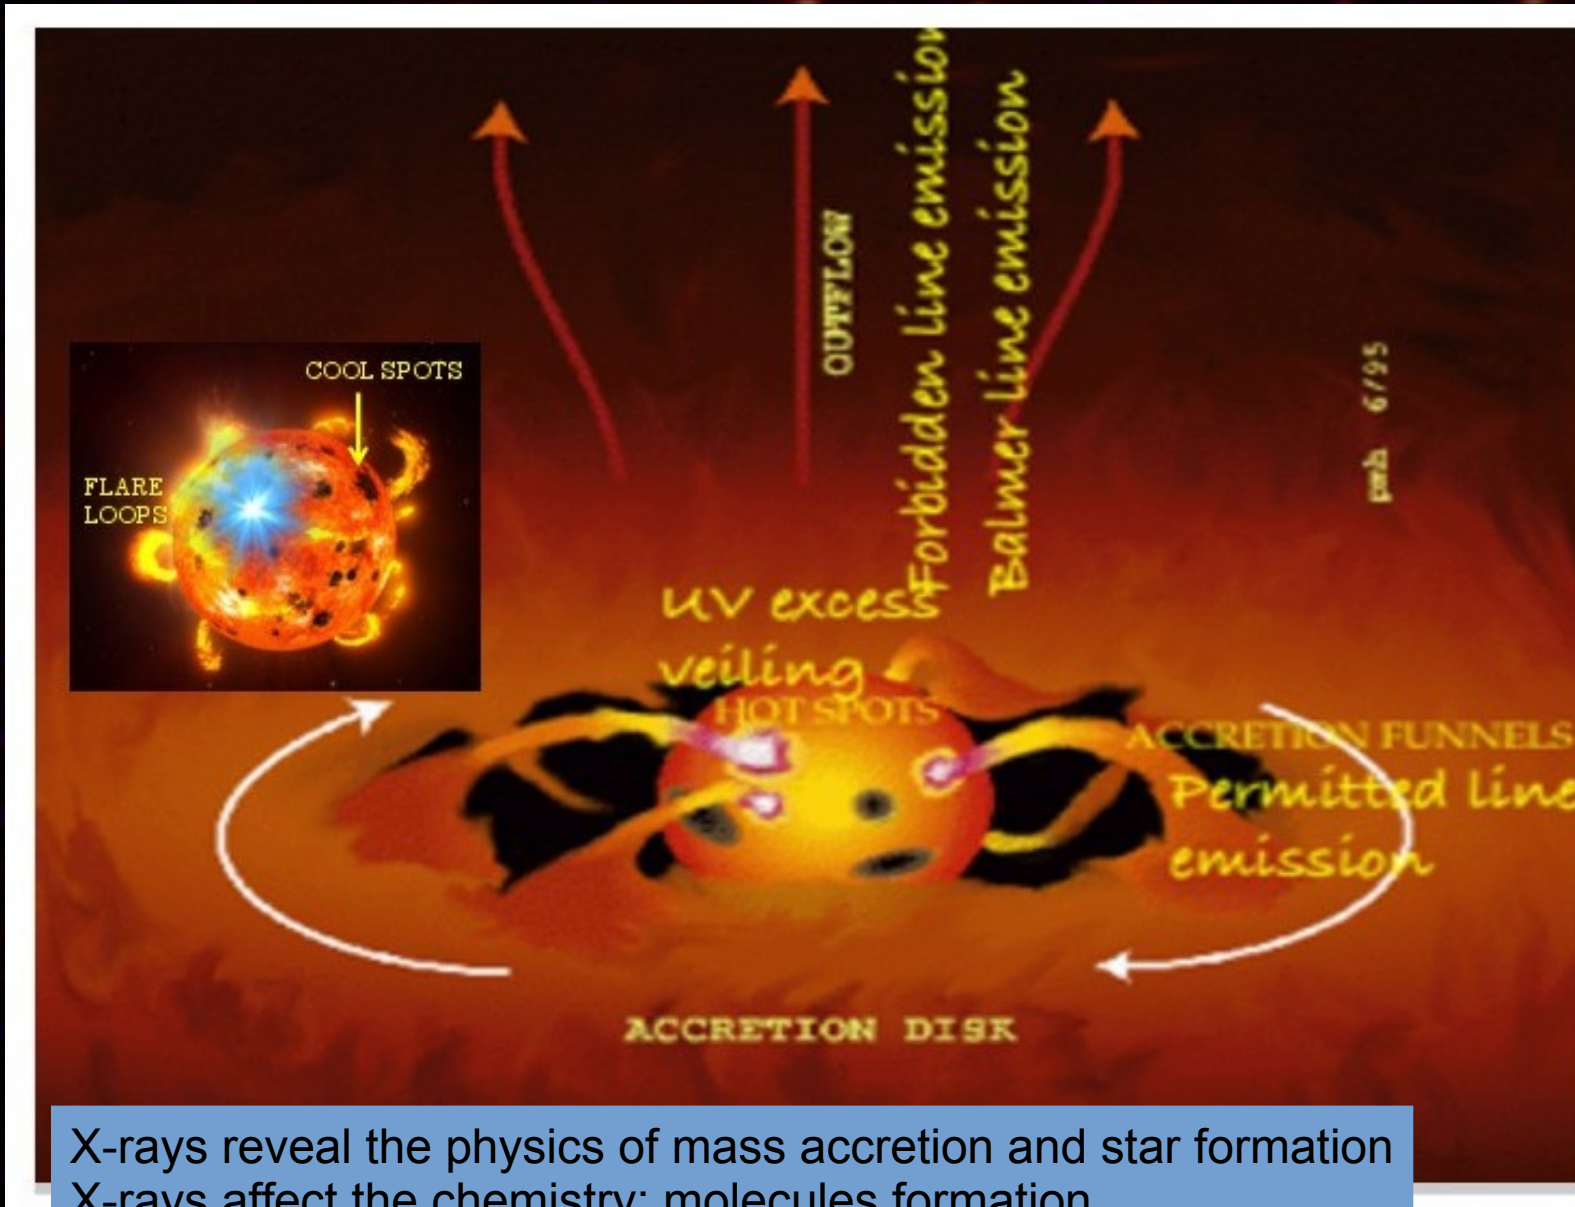 Forbidden line emission
Balmer line emission
OUTFLOW
pmh 6/95
COOL SPOTS
FLARE
LOOPS
UV excess
veiling
HOT SPOTS
ACCRETION FUNNELS
Permitted line
emission
ACCRETION DISK
X-rays reveal the physics of mass accretion and star formation
X-rays affect the chemistry: molecules formation